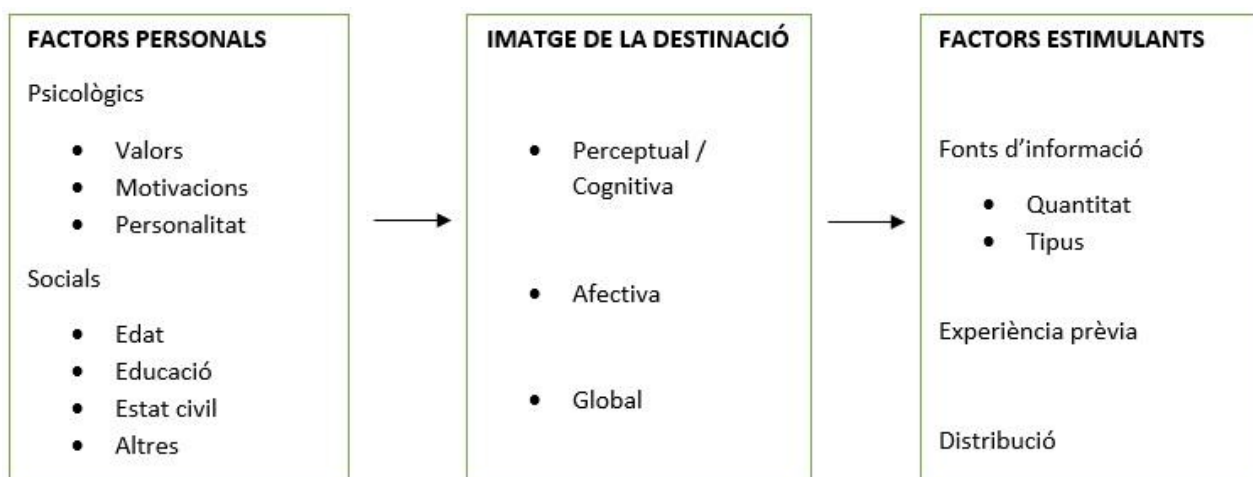 FACTORS PERSONALS
Psicològics
• Valors
• Motivacions
• Personalitat
Socials
• Edat
• Educació
• Estat civil
• Altres
IMATGE DE LA DESTINACIÓ
• Perceptual /
Cognitiva
• Afectiva
• Global
FACTORS ESTIMULANTS
Fonts d’informació
• Quantitat
• Tipus
Experiència prèvia
Distribució